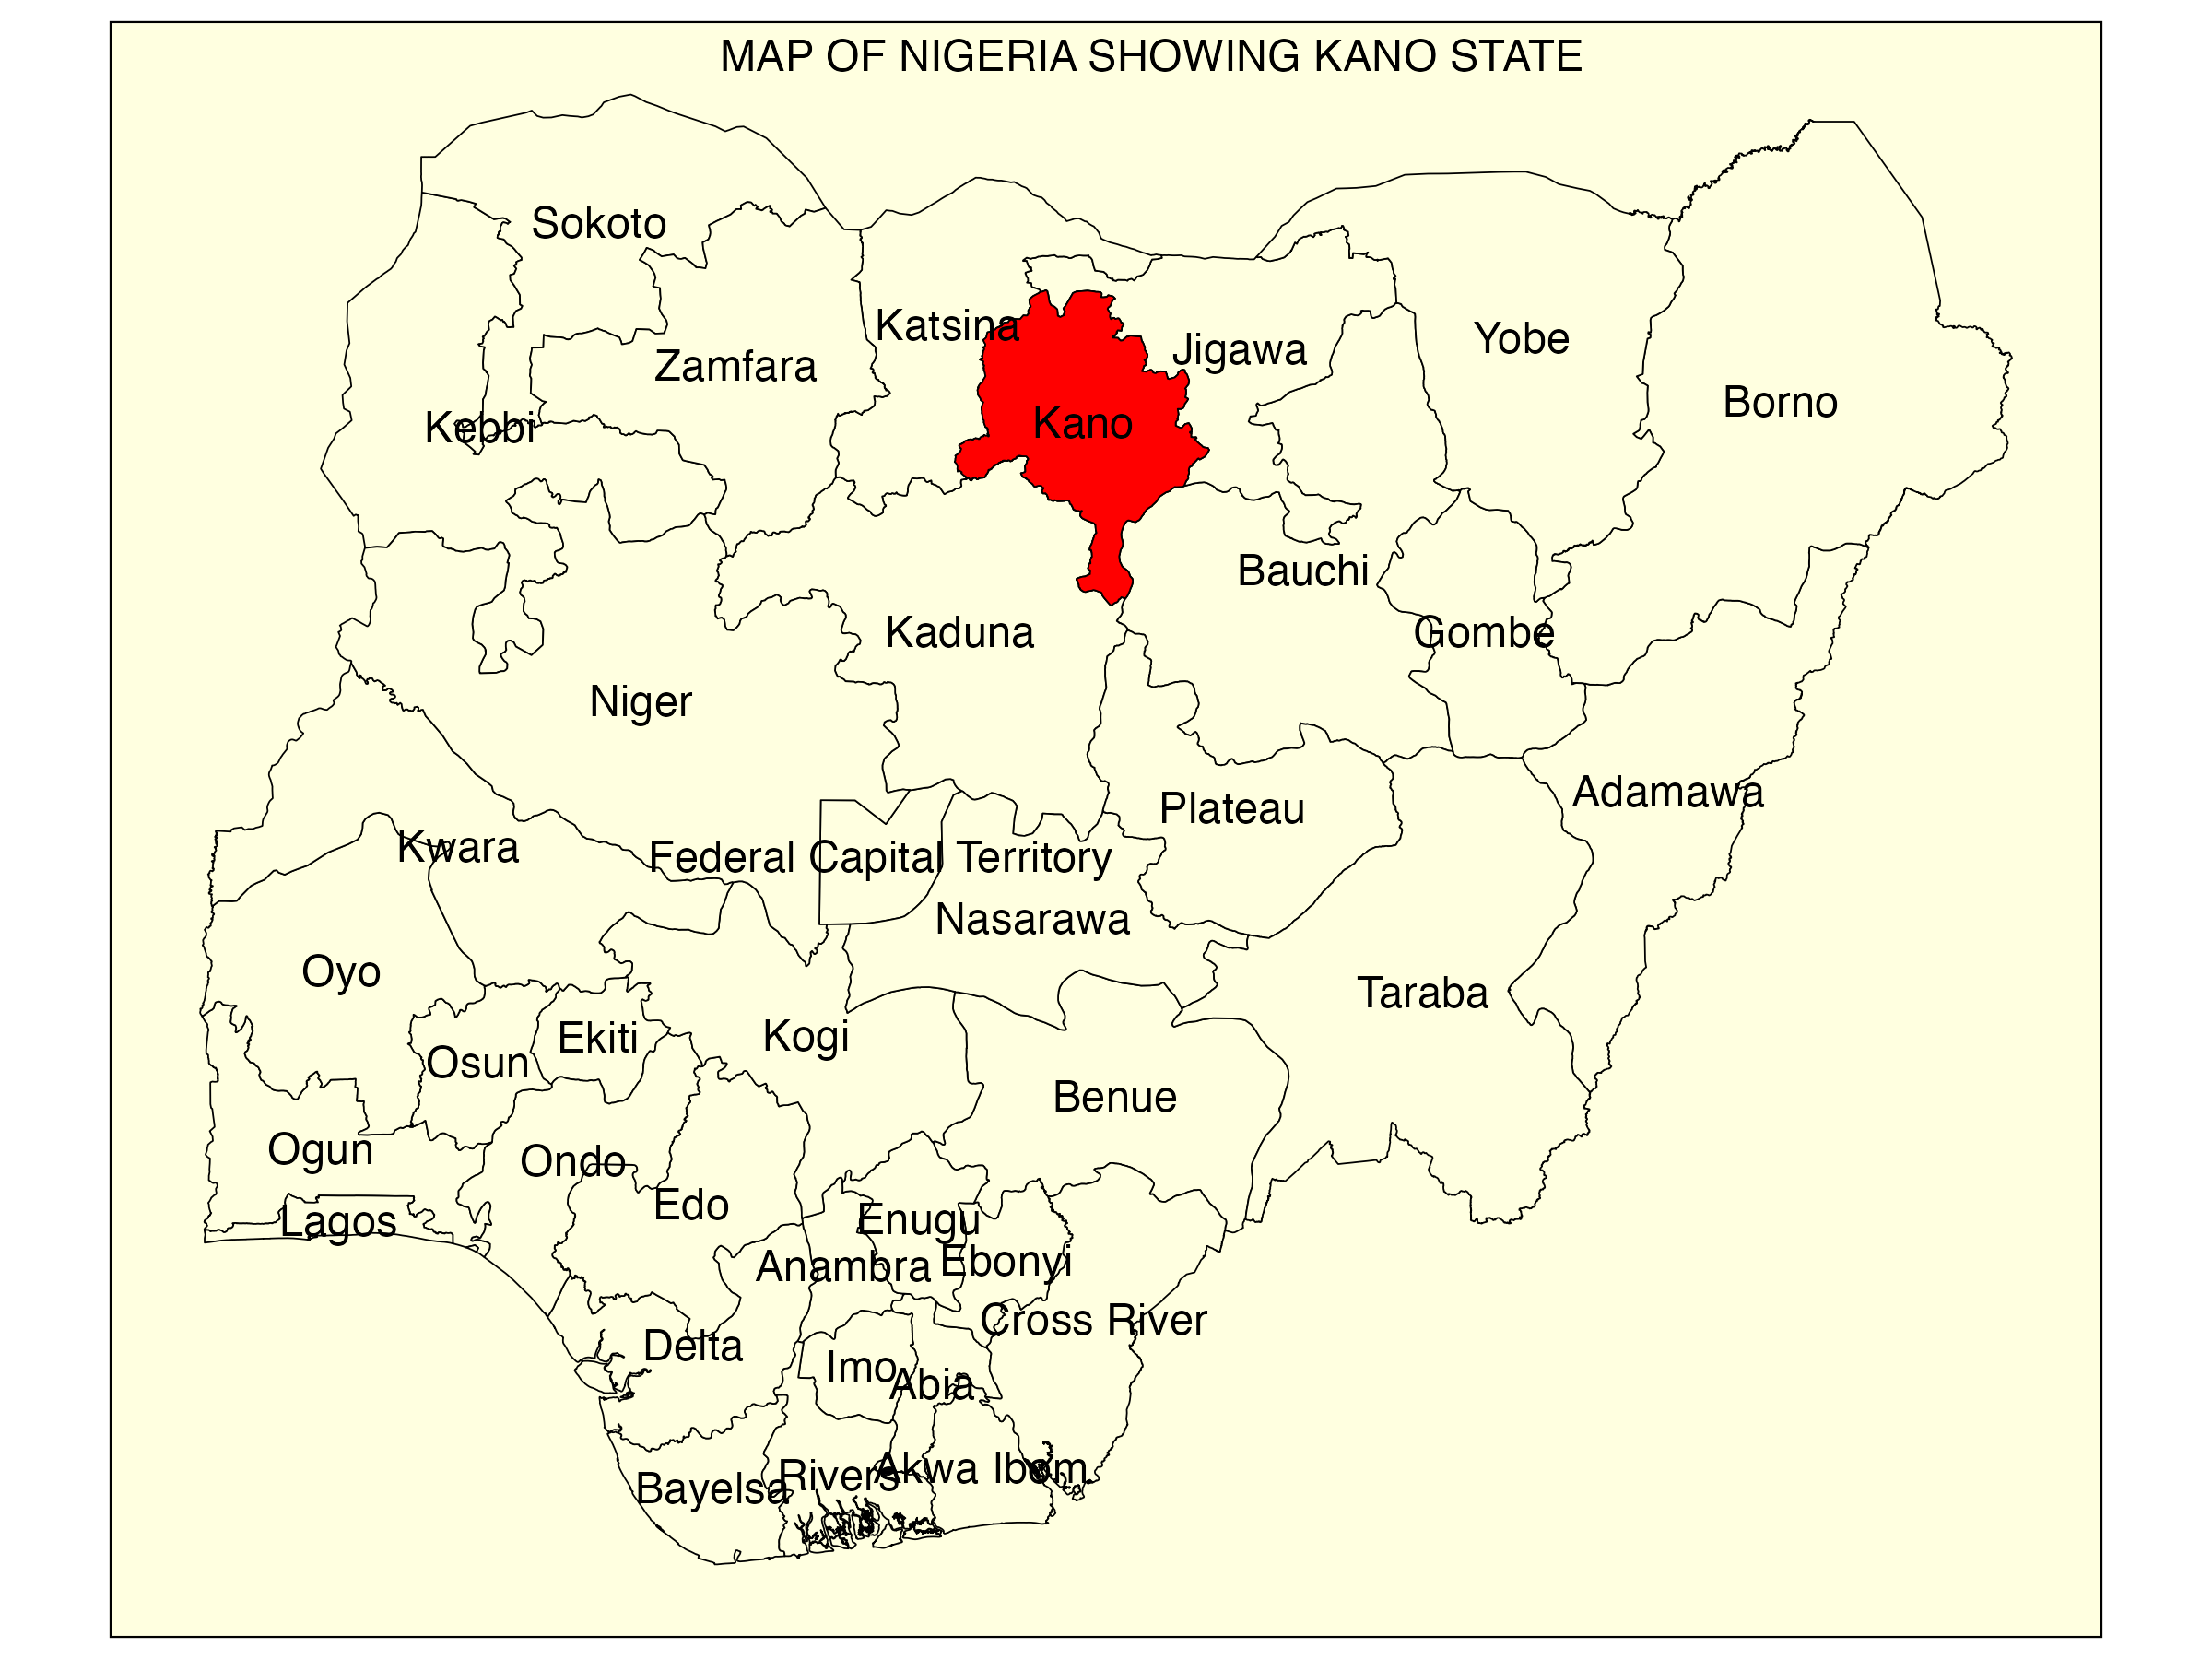 MAP OF NIGERIA SHOWING KANO STATE
Sokoto
Katsina
Yobe
Jigawa
Zamfara
Borno
Kano
Kebbi
Bauchi
Kaduna
Gombe
Niger
Adamawa
Plateau
Kwara
Federal Capital Territory
Nasarawa
Oyo
Taraba
Kogi
Ekiti
Osun
Benue
Ogun
Ondo
Edo
Lagos
Enugu
Ebonyi
Anambra
Cross River
Delta
Imo
Abia
Akwa Ibom
Rivers
Bayelsa